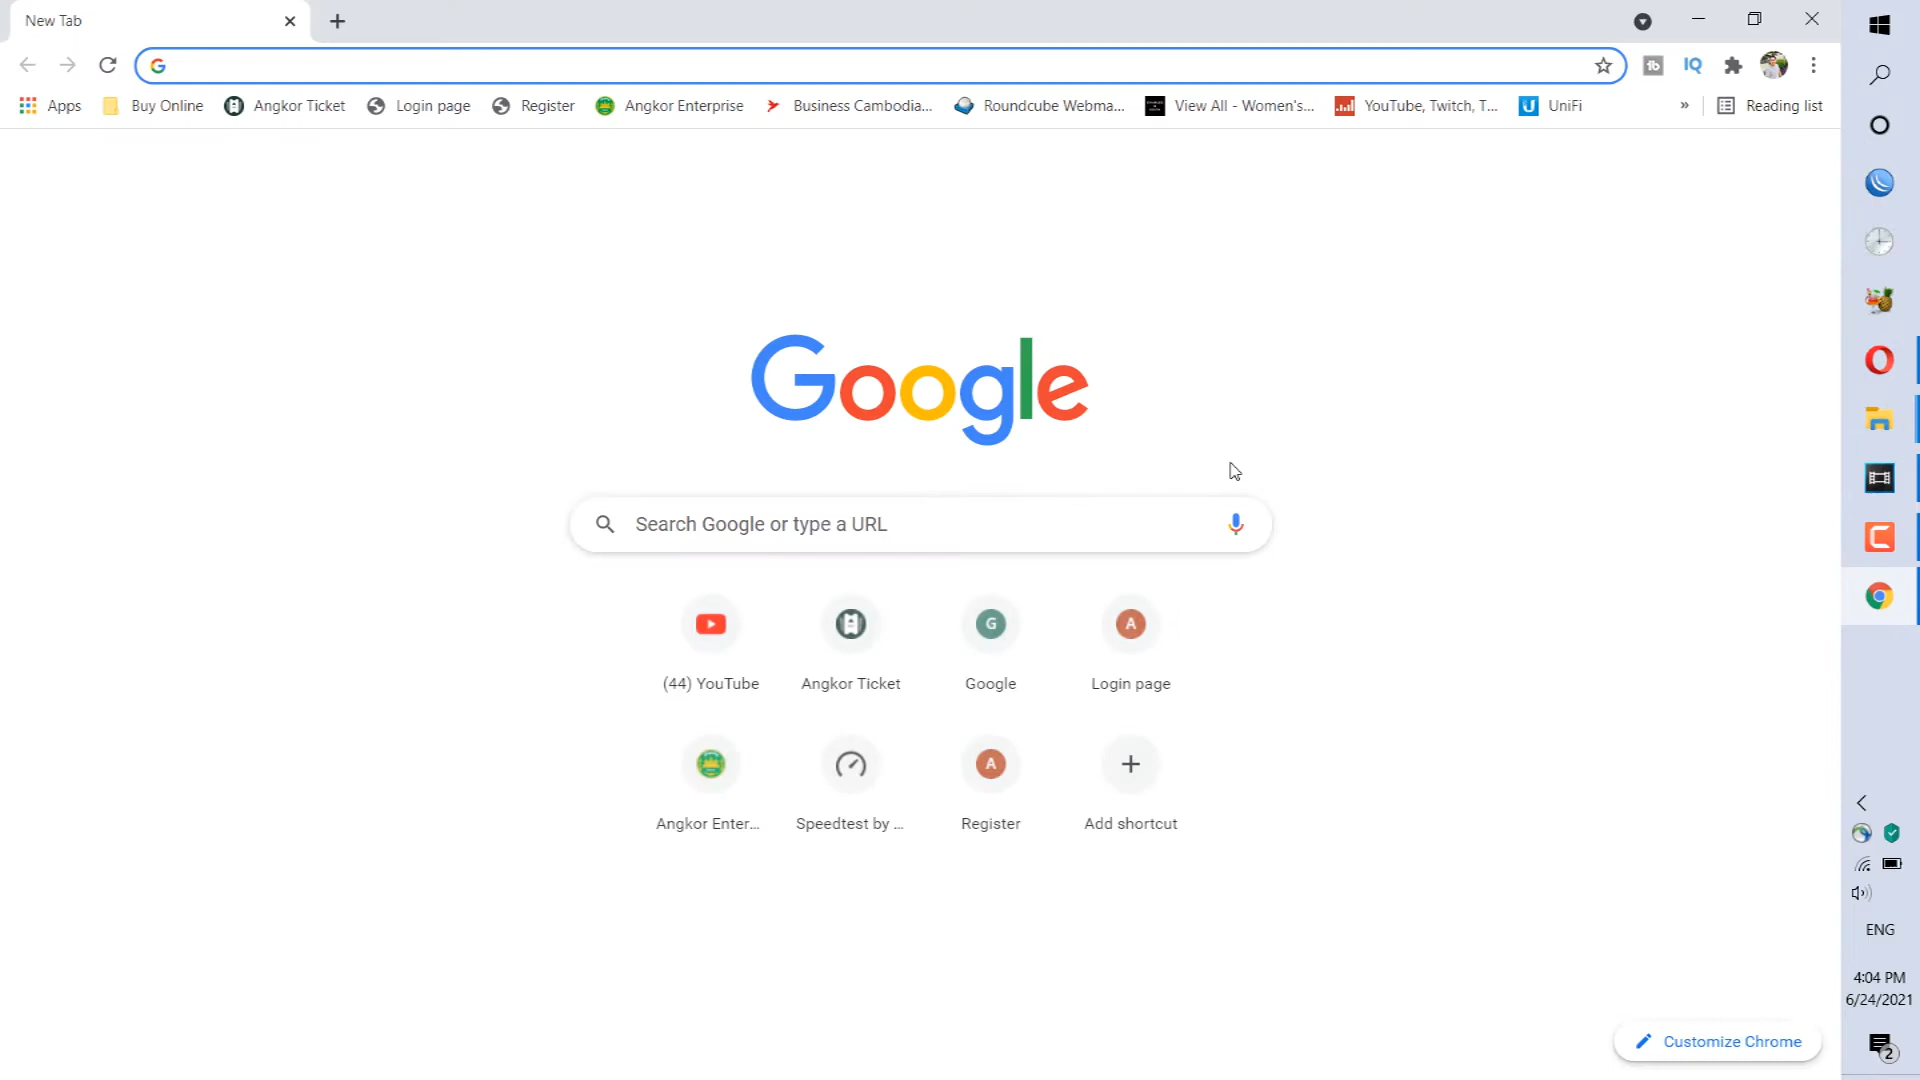 New Tab
Apps Buy Online Angkor Ticket Login page Register Angkor Enterprise Business Cambodia... Roundcube Webma... View All - Women's... YouTube, Twitch, T... UniFi » Reading list
Google
Search Google or type a URL
(44) YouTube Angkor Ticket Google Login page
Angkor Enter... Speedtest by ... Register Add shortcut
Customize Chrome
ENG
4:04 PM
6/24/2021
2